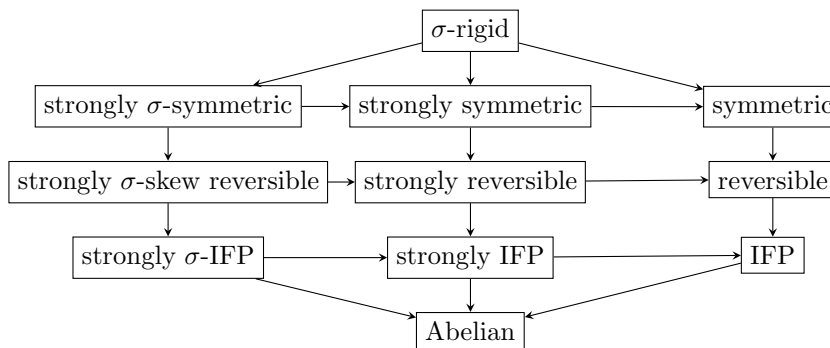 σ-rigid
strongly σ-symmetric strongly symmetric symmetric
strongly σ-skew reversible strongly reversible reversible
strongly σ-IFP strongly IFP IFP
Abelian